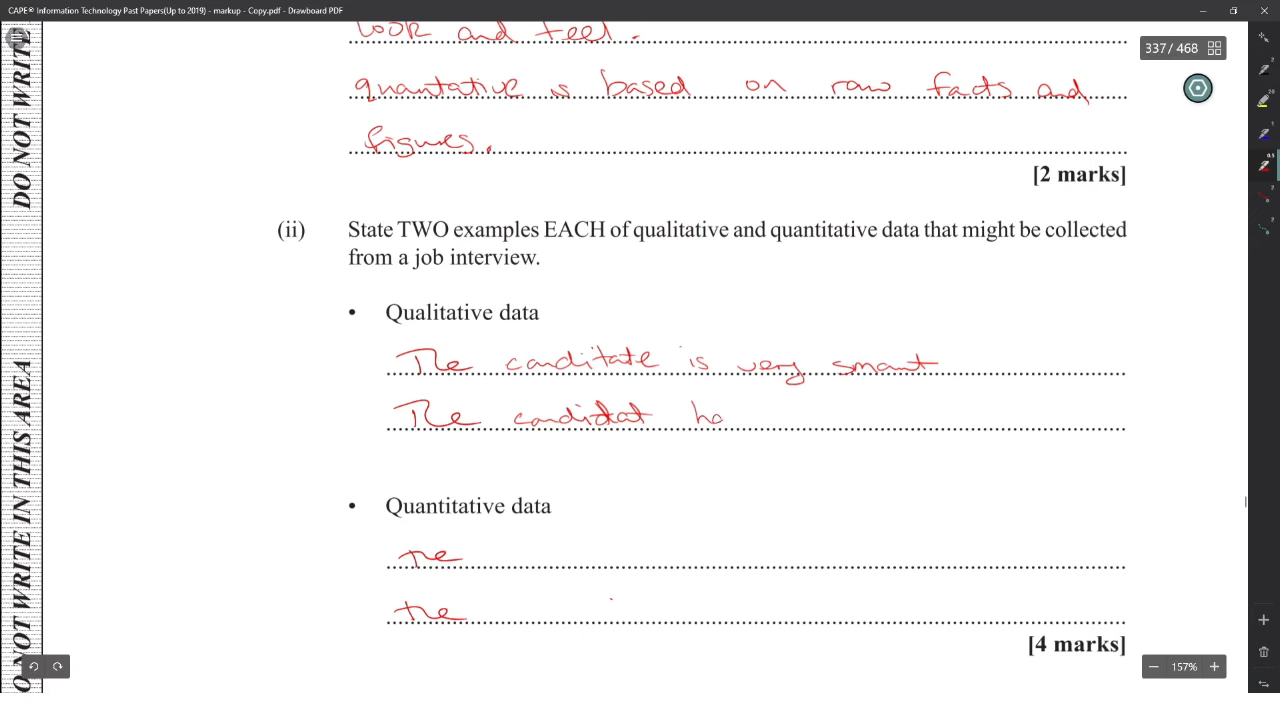 CAPE® Information Technology Past Papers(Up to 2019) - markup - Copy.pdf - Drawboard PDF
look and feel.
337 / 468
quantative is based on raw facts and
figures.
[2 marks]
(ii) State TWO examples EACH of qualitative and quantitative data that might be collected
from a job interview.
• Qualitative data
The canditate is very smart
The candidtat ha
• Quantitative data
the
the
[4 marks]
157%
DO NOT WRITE
O NOT WRITE IN THIS AREA